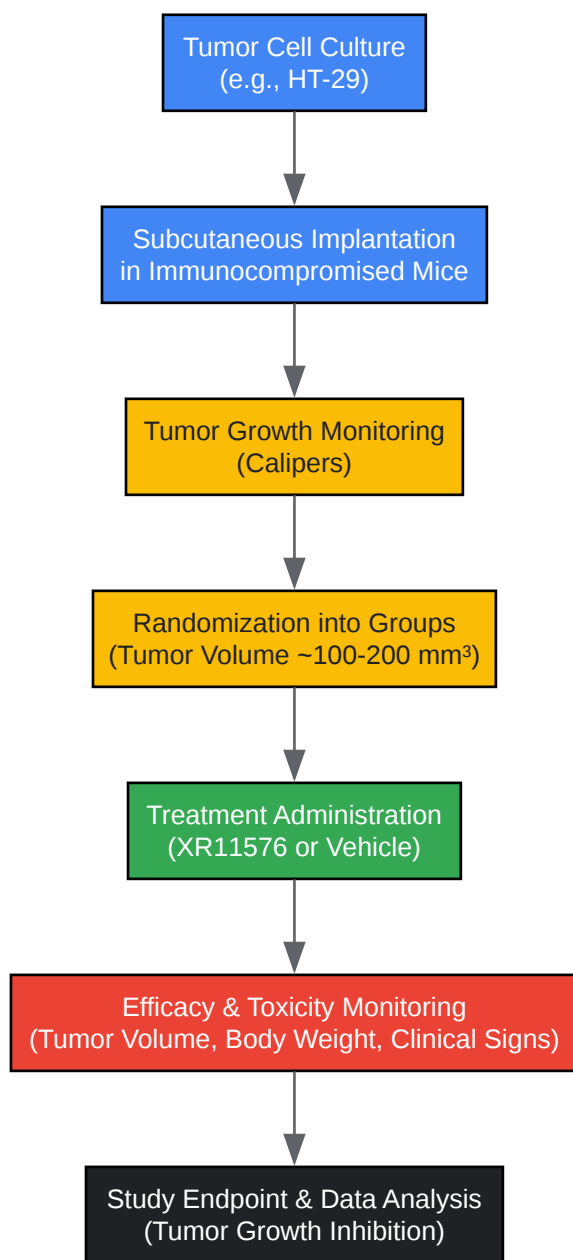 Tumor Cell Culture
(e.g., HT-29)
Subcutaneous Implantation
in Immunocompromised Mice
Tumor Growth Monitoring
(Calipers)
Randomization into Groups
(Tumor Volume ~100-200 mm³)
Treatment Administration
(XR11576 or Vehicle)
Efficacy & Toxicity Monitoring
(Tumor Volume, Body Weight, Clinical Signs)
Study Endpoint & Data Analysis
(Tumor Growth Inhibition)